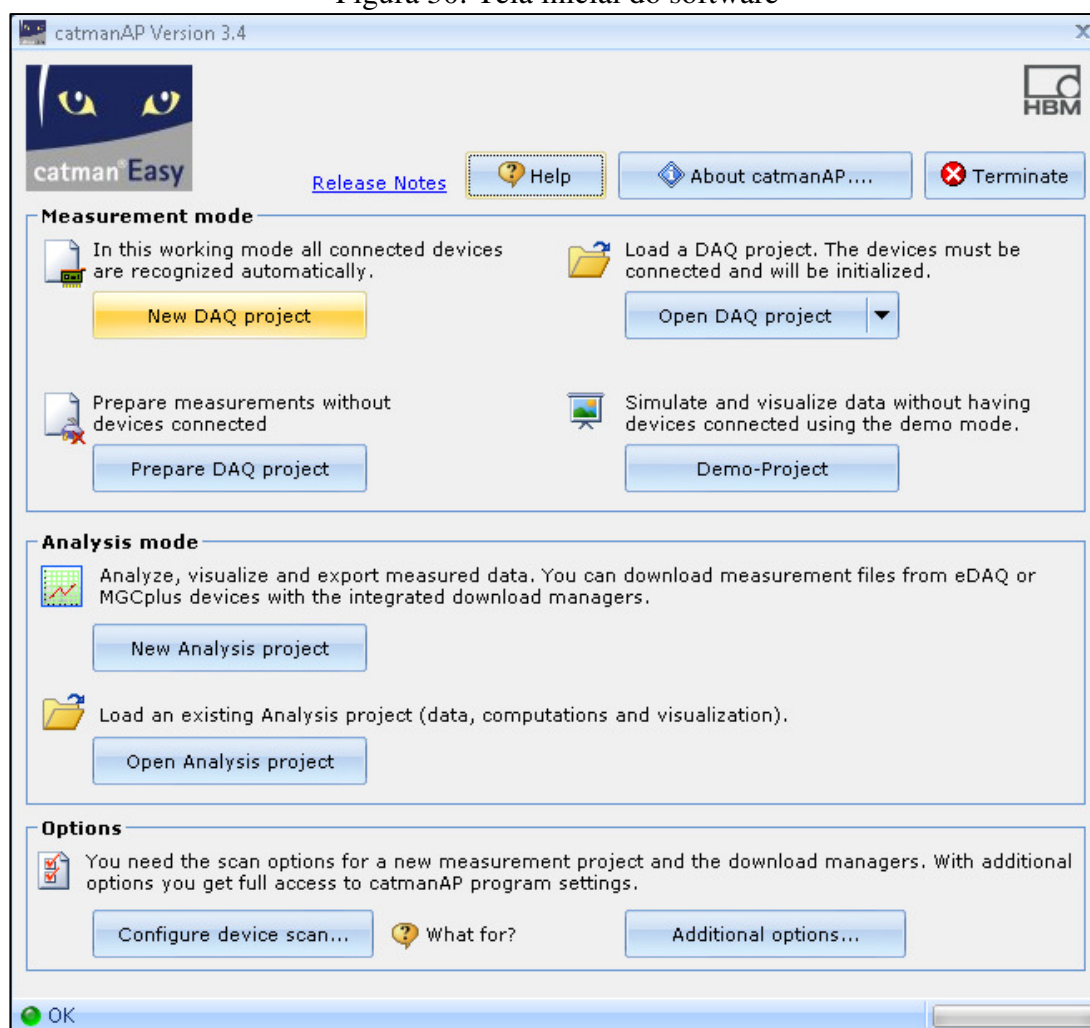 Figura 36: Tela inicial do software
catmanAP Version 3.4
HBM
catman®Easy
Release Notes
Help
About catmanAP....
Terminate
Measurement mode
In this working mode all connected devices
are recognized automatically.
Load a DAQ project. The devices must be
connected and will be initialized.
New DAQ project
Open DAQ project
Prepare measurements without
devices connected
Simulate and visualize data without having
devices connected using the demo mode.
Prepare DAQ project
Demo-Project
Analysis mode
Analyze, visualize and export measured data. You can download measurement files from eDAQ or
MGCplus devices with the integrated download managers.
New Analysis project
Load an existing Analysis project (data, computations and visualization).
Open Analysis project
Options
You need the scan options for a new measurement project and the download managers. With additional
options you get full access to catmanAP program settings.
Configure device scan...
What for?
Additional options...
OK